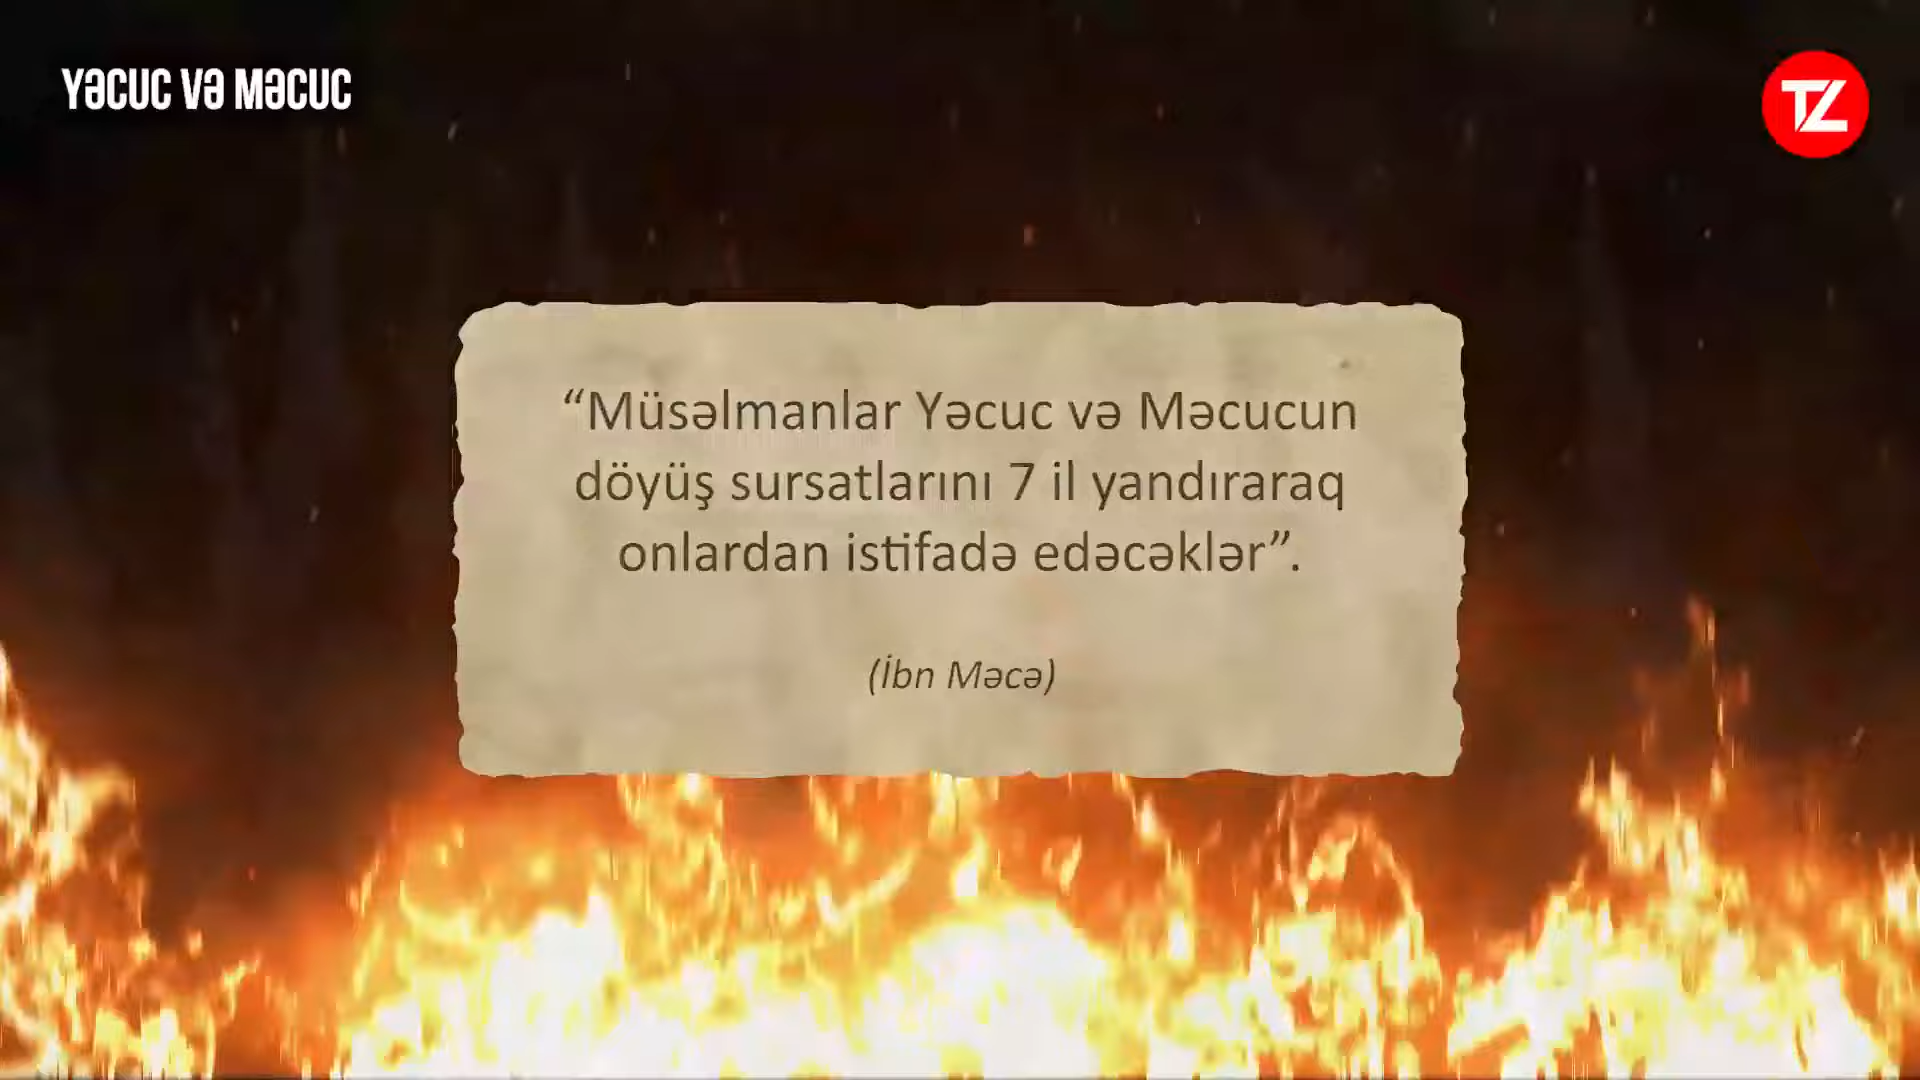 YƏCUC VƏ MƏCUC
TZ
“Müsəlmanlar Yəcuc və Məcucun
döyüş sursatlarını 7 il yandıraraq
onlardan istifadə edəcəklər”.
(İbn Məcə)